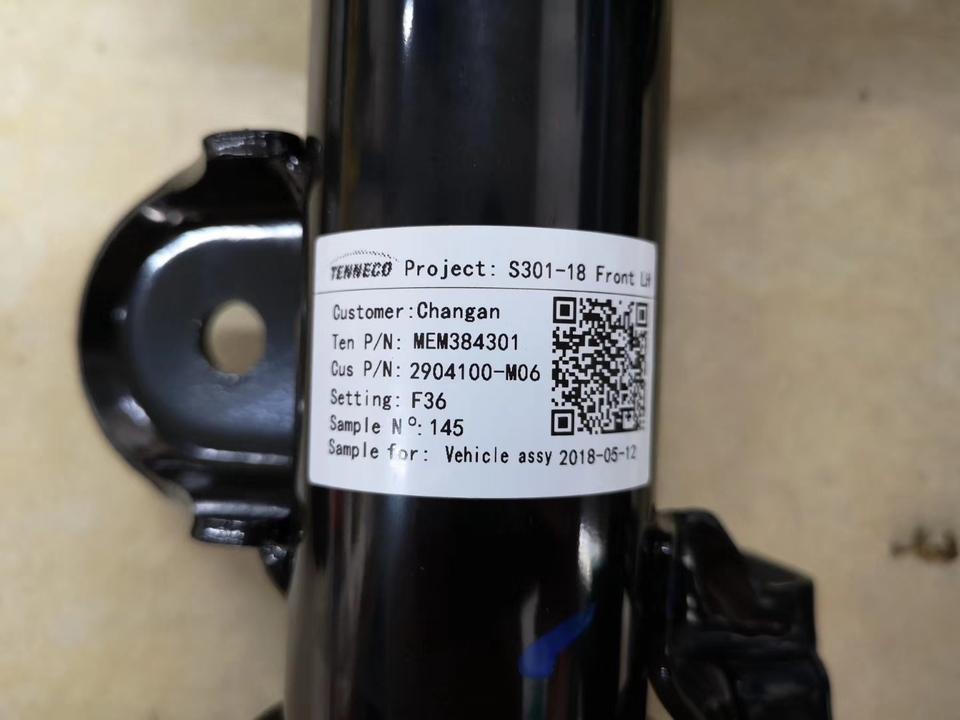 TENNECO Project: S301-18 Front LH
Customer:Changan
Ten P/N: MEM384301
Cus P/N: 2904100-M06
Setting: F36
Sample N°: 145
Sample for: Vehicle assy 2018-05-12